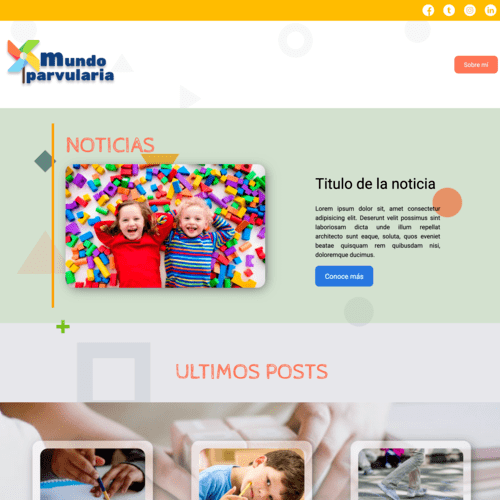 mundo
parvularia
Sobre mi
NOTICIAS
Titulo de la noticia
Lorem ipsum dolor sit, amet consectetur
adipisicing elit. Deserunt velit possimus sint
laboriosam dicta unde illum repellat
architecto sunt eaque, soluta, quos eveniet
beatae quisquam rem quibusdam nisi,
doloremque ducimus.
Conoce más
ULTIMOS POSTS